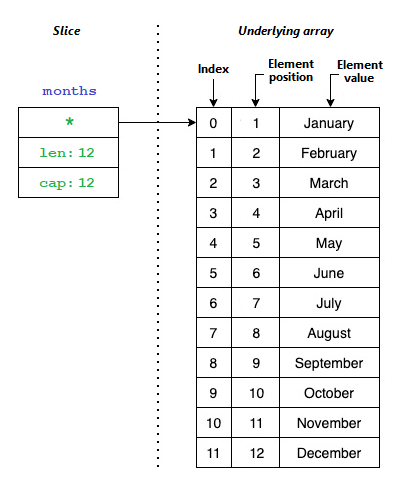 Slice
Underlying array
Index
Element position
Element value
months
*
len: 12
cap: 12
0 1 January
1 2 February
2 3 March
3 4 April
4 5 May
5 6 June
6 7 July
7 8 August
8 9 September
9 10 October
10 11 November
11 12 December